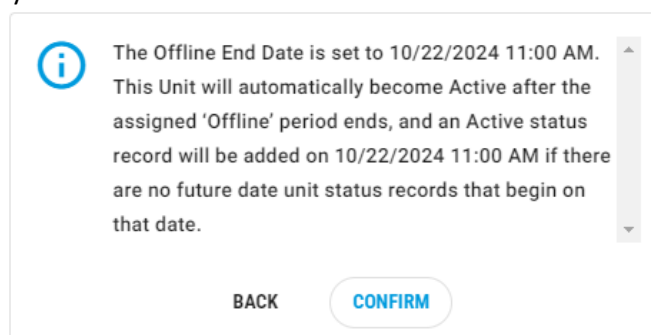 The Offline End Date is set to 10/22/2024 11:00 AM.
This Unit will automatically become Active after the
assigned ‘Offline’ period ends, and an Active status
record will be added on 10/22/2024 11:00 AM if there
are no future date unit status records that begin on
that date.
BACK CONFIRM